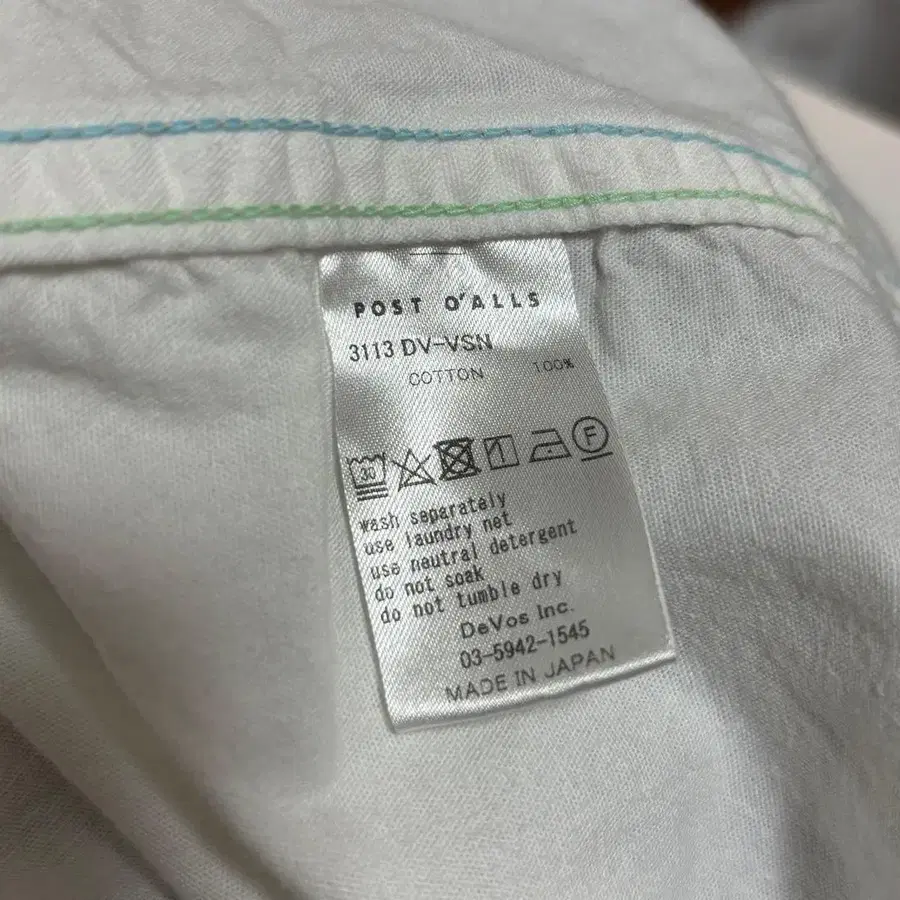 POST O'ALLS
3113 DV-VSN
COTTON 100%
30 F
wash separately
use laundry net
use neutral detergent
do not soak
do not tumble dry
DeVos Inc.
03-5942-1545
MADE IN JAPAN